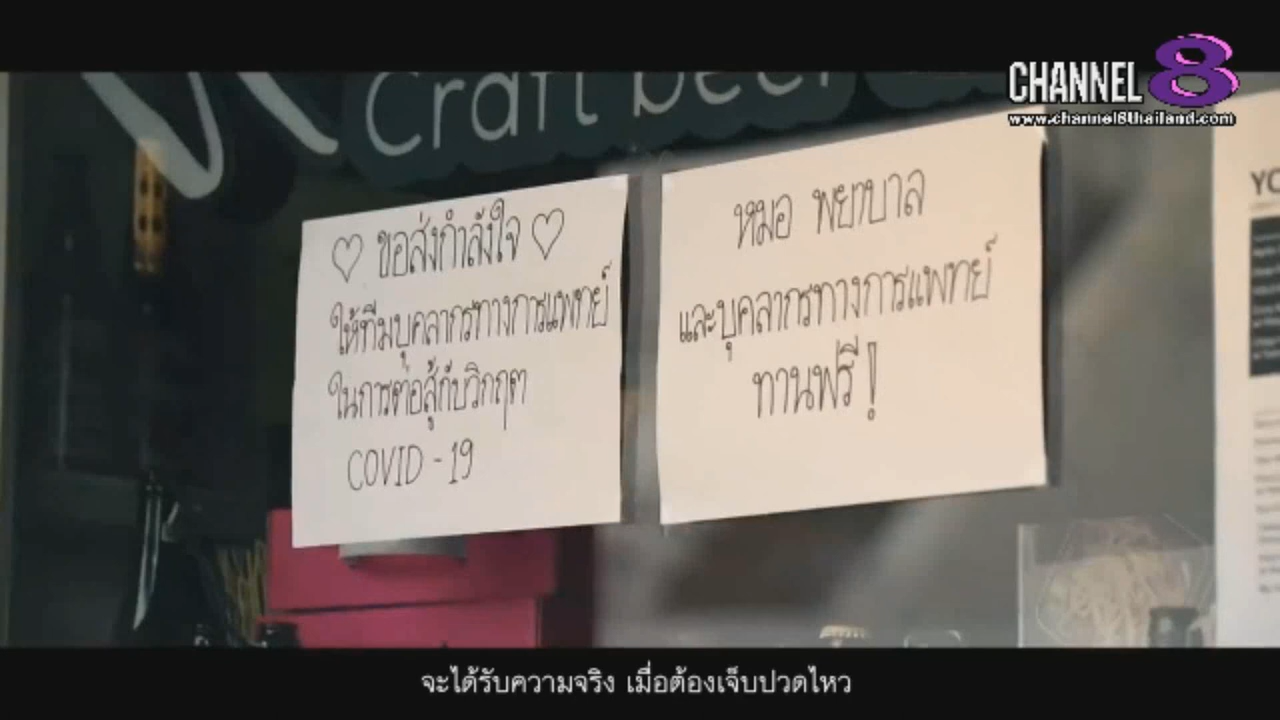 CHANNEL 8
www.channel8thailand.com
Craft beer
♡ ขอส่งกำลังใจ ♡
ให้ทีมบุคลากรทางการแพทย์
ในการต่อสู้กับวิกฤต
COVID - 19
หมอ พยาบาล
และบุคลากรทางการแพทย์
ทานฟรี!
YO
จะได้รับความจริง เมื่อต้องเจ็บปวดไหว